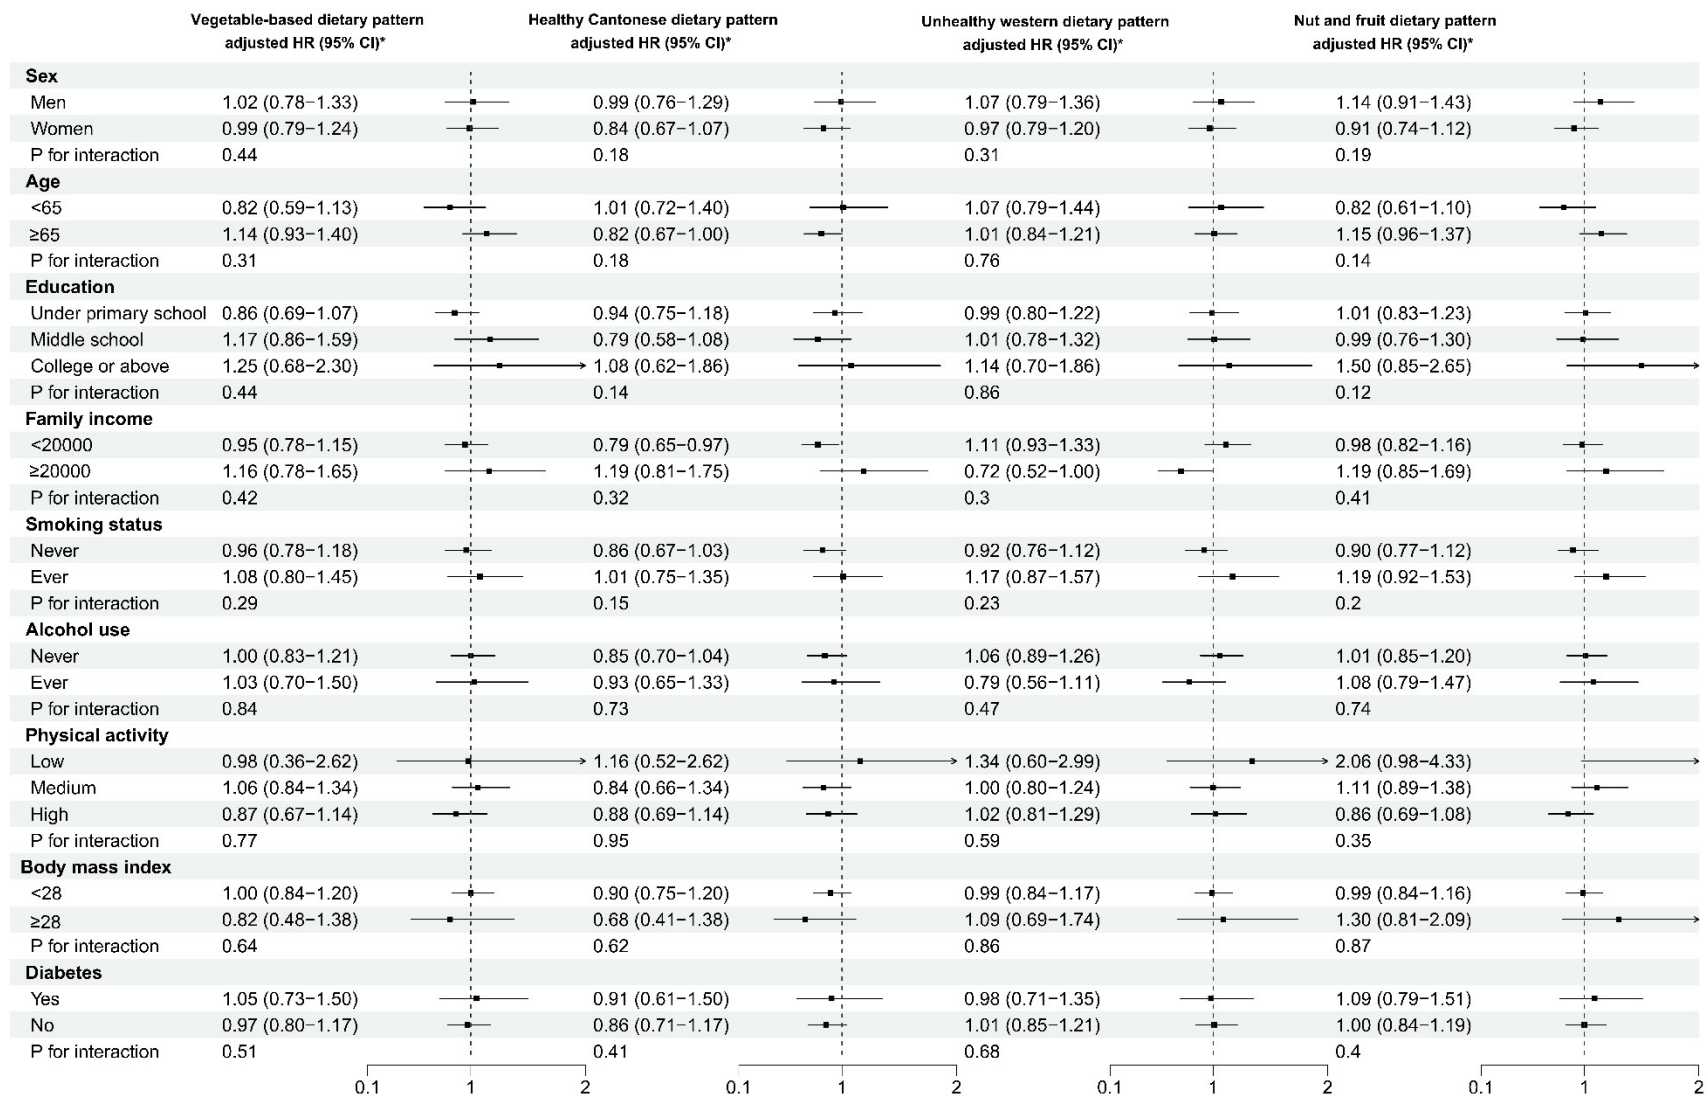 Vegetable-based dietary pattern Healthy Cantonese dietary pattern Unhealthy western dietary pattern Nut and fruit dietary pattern
adjusted HR (95% CI)* adjusted HR (95% CI)* adjusted HR (95% CI)* adjusted HR (95% CI)*
Sex
Men 1.02 (0.78−1.33) 0.99 (0.76−1.29) 1.07 (0.79−1.36) 1.14 (0.91−1.43)
Women 0.99 (0.79−1.24) 0.84 (0.67−1.07) 0.97 (0.79−1.20) 0.91 (0.74−1.12)
P for interaction 0.44 0.18 0.31 0.19
Age
<65 0.82 (0.59−1.13) 1.01 (0.72−1.40) 1.07 (0.79−1.44) 0.82 (0.61−1.10)
≥65 1.14 (0.93−1.40) 0.82 (0.67−1.00) 1.01 (0.84−1.21) 1.15 (0.96−1.37)
P for interaction 0.31 0.18 0.76 0.14
Education
Under primary school 0.86 (0.69−1.07) 0.94 (0.75−1.18) 0.99 (0.80−1.22) 1.01 (0.83−1.23)
Middle school 1.17 (0.86−1.59) 0.79 (0.58−1.08) 1.01 (0.78−1.32) 0.99 (0.76−1.30)
College or above 1.25 (0.68−2.30) 1.08 (0.62−1.86) 1.14 (0.70−1.86) 1.50 (0.85−2.65)
P for interaction 0.44 0.14 0.86 0.12
Family income
<20000 0.95 (0.78−1.15) 0.79 (0.65−0.97) 1.11 (0.93−1.33) 0.98 (0.82−1.16)
≥20000 1.16 (0.78−1.65) 1.19 (0.81−1.75) 0.72 (0.52−1.00) 1.19 (0.85−1.69)
P for interaction 0.42 0.32 0.3 0.41
Smoking status
Never 0.96 (0.78−1.18) 0.86 (0.67−1.03) 0.92 (0.76−1.12) 0.90 (0.77−1.12)
Ever 1.08 (0.80−1.45) 1.01 (0.75−1.35) 1.17 (0.87−1.57) 1.19 (0.92−1.53)
P for interaction 0.29 0.15 0.23 0.2
Alcohol use
Never 1.00 (0.83−1.21) 0.85 (0.70−1.04) 1.06 (0.89−1.26) 1.01 (0.85−1.20)
Ever 1.03 (0.70−1.50) 0.93 (0.65−1.33) 0.79 (0.56−1.11) 1.08 (0.79−1.47)
P for interaction 0.84 0.73 0.47 0.74
Physical activity
Low 0.98 (0.36−2.62) 1.16 (0.52−2.62) 1.34 (0.60−2.99) 2.06 (0.98−4.33)
Medium 1.06 (0.84−1.34) 0.84 (0.66−1.34) 1.00 (0.80−1.24) 1.11 (0.89−1.38)
High 0.87 (0.67−1.14) 0.88 (0.69−1.14) 1.02 (0.81−1.29) 0.86 (0.69−1.08)
P for interaction 0.77 0.95 0.59 0.35
Body mass index
<28 1.00 (0.84−1.20) 0.90 (0.75−1.20) 0.99 (0.84−1.17) 0.99 (0.84−1.16)
≥28 0.82 (0.48−1.38) 0.68 (0.41−1.38) 1.09 (0.69−1.74) 1.30 (0.81−2.09)
P for interaction 0.64 0.62 0.86 0.87
Diabetes
Yes 1.05 (0.73−1.50) 0.91 (0.61−1.50) 0.98 (0.71−1.35) 1.09 (0.79−1.51)
No 0.97 (0.80−1.17) 0.86 (0.71−1.17) 1.01 (0.85−1.21) 1.00 (0.84−1.19)
P for interaction 0.51 0.41 0.68 0.4
0.1 1 2 0.1 1 2 0.1 1 2 0.1 1 2